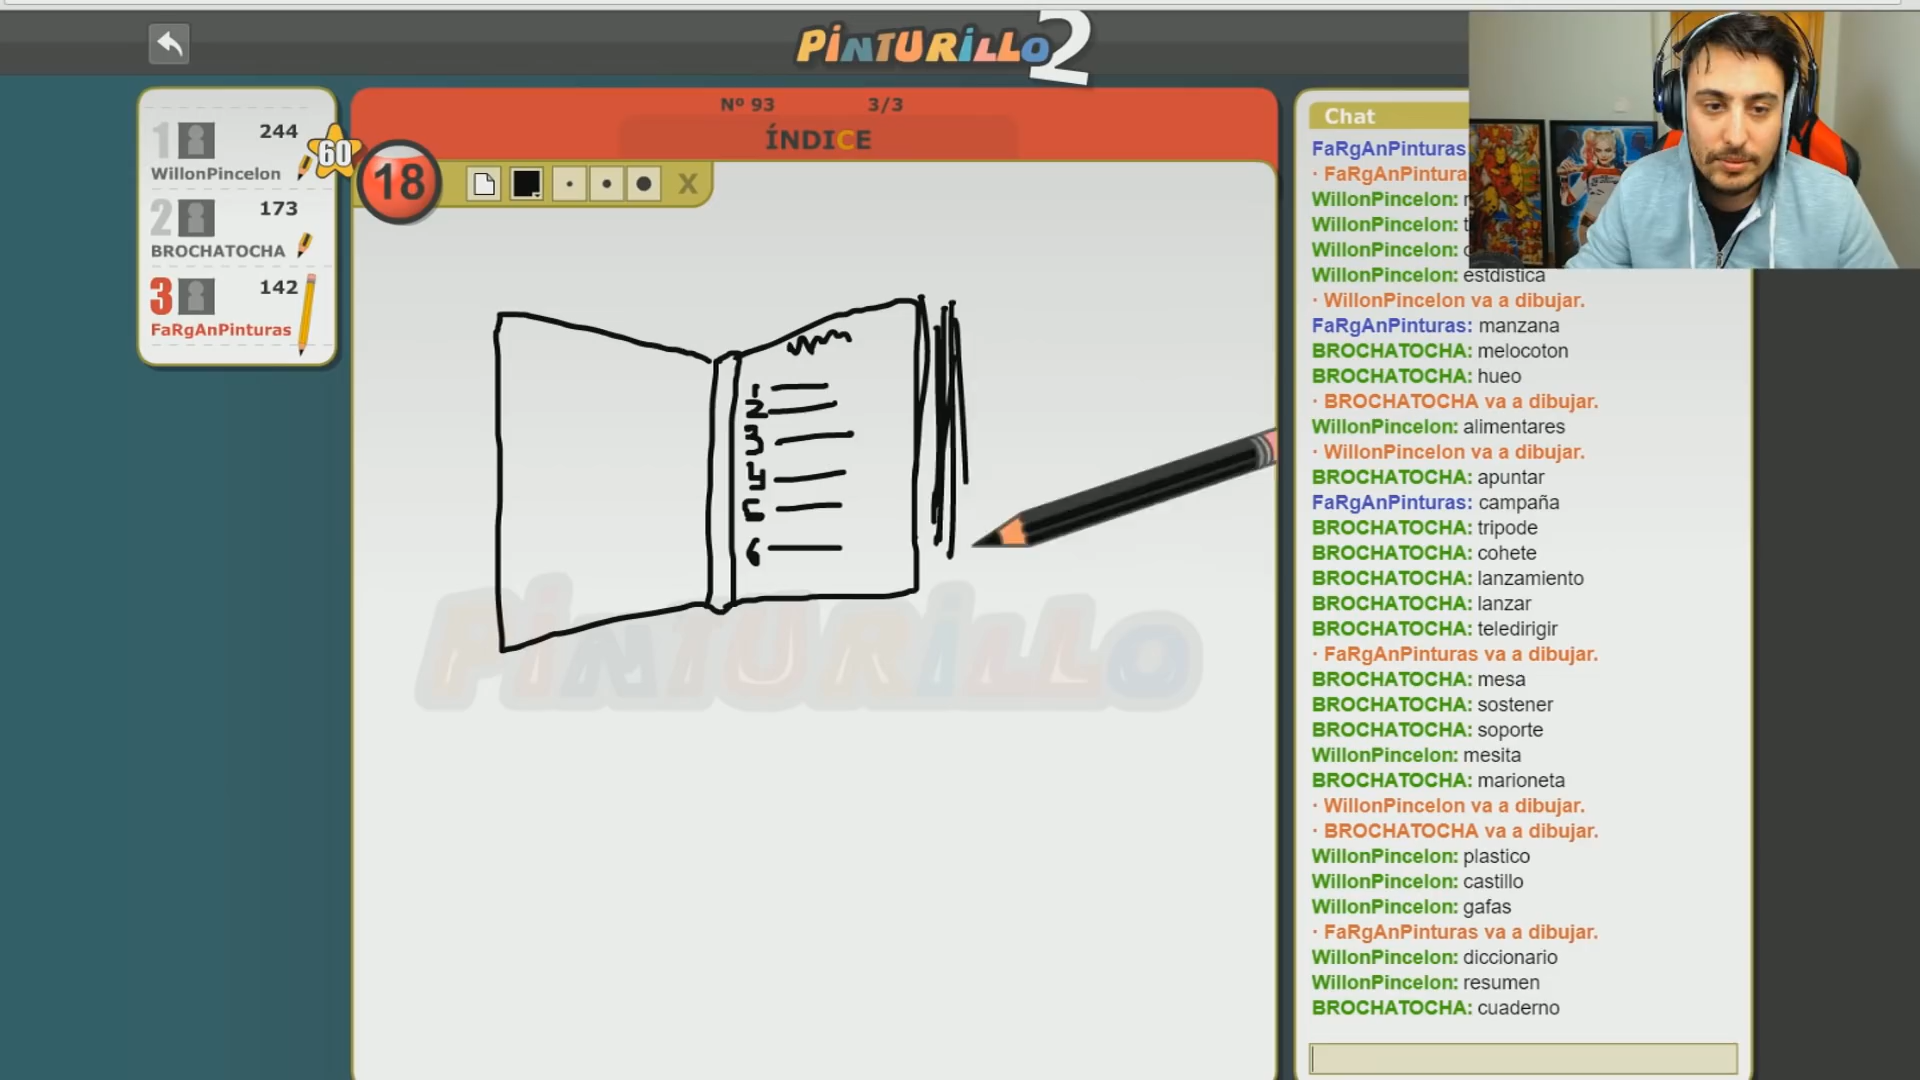 PINTURILLO 2
Nº 93 3/3
ÍNDICE
1 244
WillonPincelon
60
2 173
BROCHATOCHA
3 142
FaRgAnPinturas
18
X
1
2
3
4
5
6
PINTURILLO
Chat
FaRgAnPinturas
· FaRgAnPintura
WillonPincelon:
WillonPincelon:
WillonPincelon:
WillonPincelon: estdistica
· WillonPincelon va a dibujar.
FaRgAnPinturas: manzana
BROCHATOCHA: melocoton
BROCHATOCHA: hueo
· BROCHATOCHA va a dibujar.
WillonPincelon: alimentares
· WillonPincelon va a dibujar.
BROCHATOCHA: apuntar
FaRgAnPinturas: campaña
BROCHATOCHA: tripode
BROCHATOCHA: cohete
BROCHATOCHA: lanzamiento
BROCHATOCHA: lanzar
BROCHATOCHA: teledirigir
· FaRgAnPinturas va a dibujar.
BROCHATOCHA: mesa
BROCHATOCHA: sostener
BROCHATOCHA: soporte
WillonPincelon: mesita
BROCHATOCHA: marioneta
· WillonPincelon va a dibujar.
· BROCHATOCHA va a dibujar.
WillonPincelon: plastico
WillonPincelon: castillo
WillonPincelon: gafas
· FaRgAnPinturas va a dibujar.
WillonPincelon: diccionario
WillonPincelon: resumen
BROCHATOCHA: cuaderno